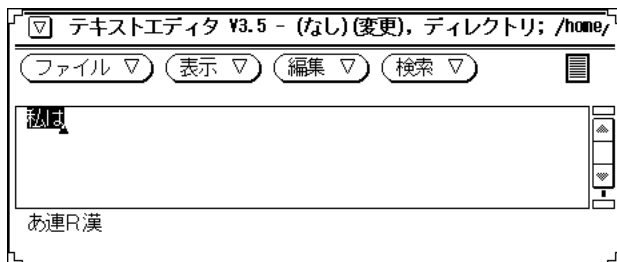 テキストエディタ V3.5 - (なし)(変更), ディレクトリ; /home/
ファイル 表示 編集 検索
私は
あ連R漢